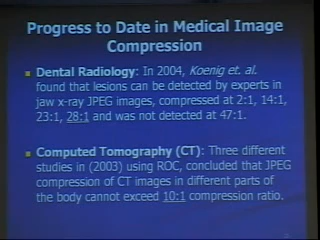 Progress to Date in Medical Image
Compression
Dental Radiology: In 2004, Koenig et. al.
found that lesions can be detected by experts in
jaw x-ray JPEG images, compressed at 2:1, 14:1,
23:1, 28:1 and was not detected at 47:1.
Computed Tomography (CT): Three different
studies in (2003) using ROC, concluded that JPEG
compression of CT images in different parts of
the body cannot exceed 10:1 compression ratio.